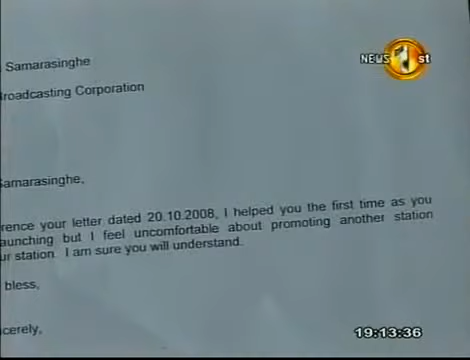 Samarasinghe
NEWS 1st
Broadcasting Corporation
Samarasinghe,
rence your letter dated 20.10.2008, I helped you the first time as you
aunching but I feel uncomfortable about promoting another station
ur station. I am sure you will understand.
bless,
cerely,
19:13:36